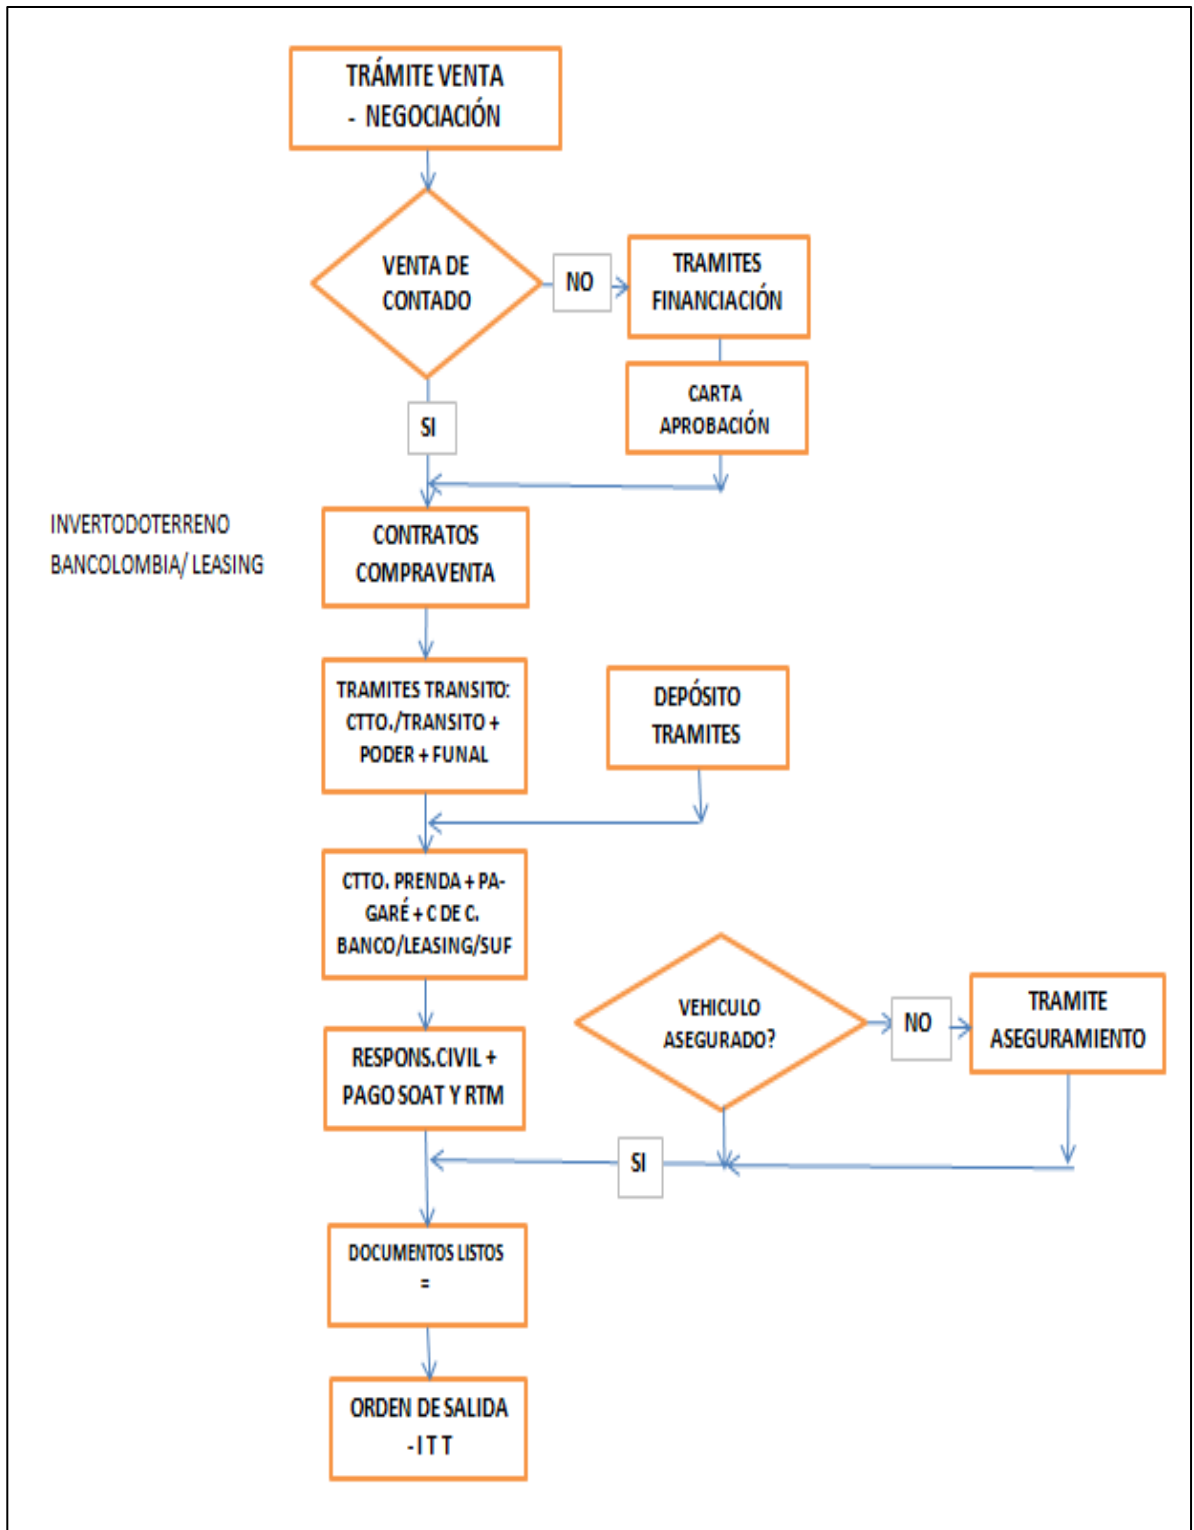 TRÁMITE VENTA
- NEGOCIACIÓN
VENTA DE
CONTADO
NO
TRAMITES
FINANCIACIÓN
CARTA
APROBACIÓN
SI
INVERTODOTERRENO
BANCOLOMBIA/ LEASING
CONTRATOS
COMPRAVENTA
TRAMITES TRANSITO:
CTTO./TRANSITO +
PODER + FUNAL
DEPÓSITO
TRAMITES
CTTO. PRENDA + PA-
GARÉ + C DE C.
BANCO/LEASING/SUF
VEHICULO
ASEGURADO?
NO
TRAMITE
ASEGURAMIENTO
RESPONS.CIVIL +
PAGO SOAT Y RTM
SI
DOCUMENTOS LISTOS
=
ORDEN DE SALIDA
- I T T